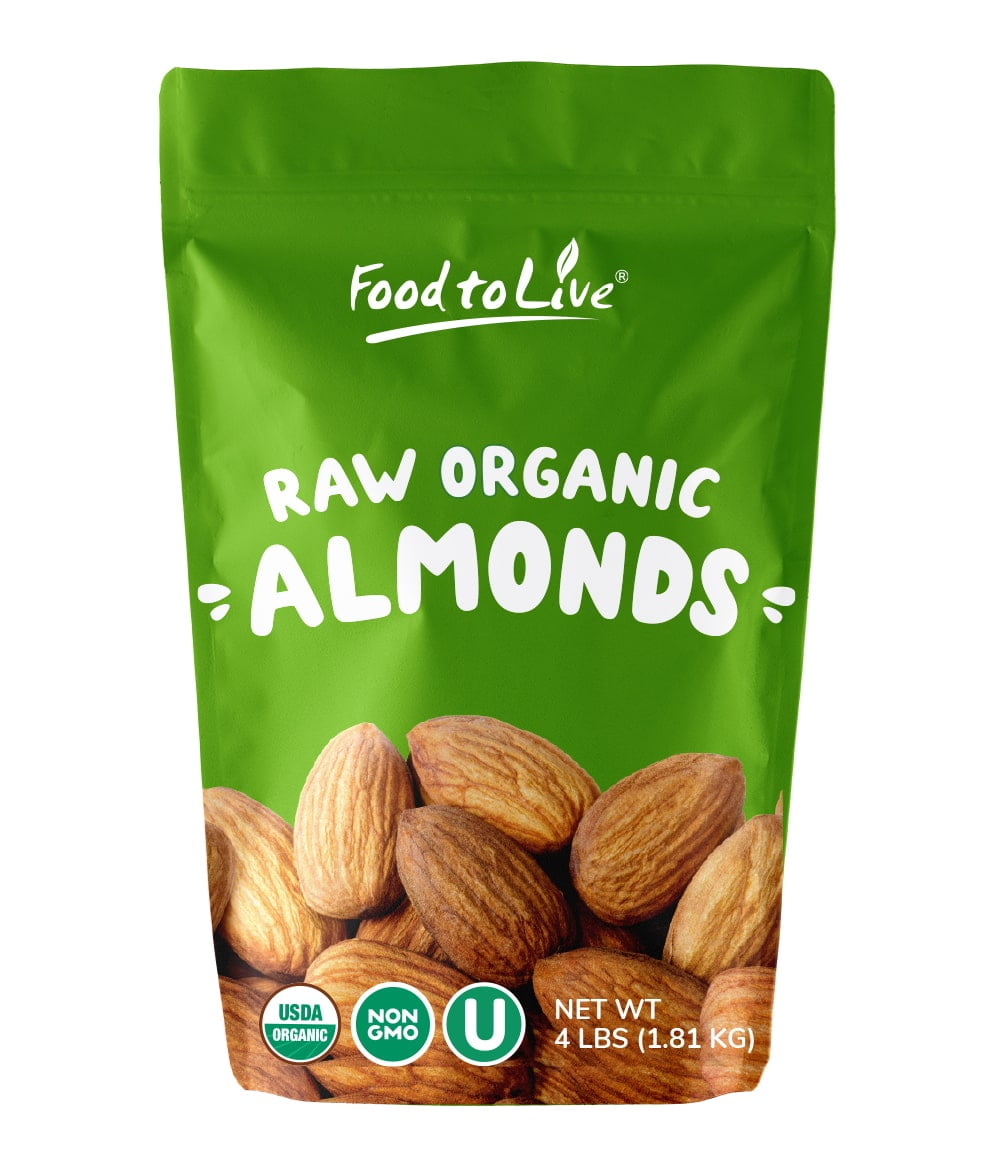 Food to Live®
RAW ORGANIC
ALMONDS
USDA
ORGANIC
NON
GMO
U
NET WT
4 LBS (1.81 KG)